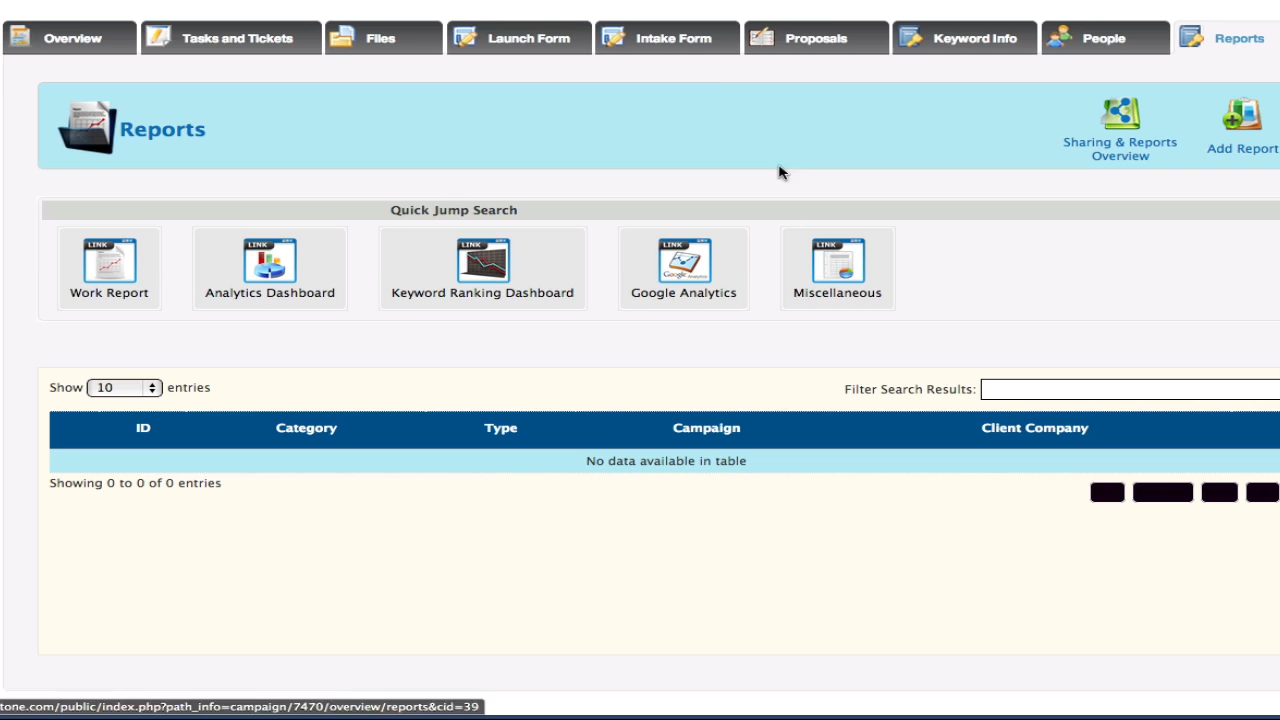 Overview Tasks and Tickets Files Launch Form Intake Form Proposals Keyword Info People Reports
Reports
Sharing & Reports
Overview
Add Report
Quick Jump Search
LINK LINK LINK LINK LINK
Google Analytics
Work Report Analytics Dashboard Keyword Ranking Dashboard Google Analytics Miscellaneous
Show 10 entries Filter Search Results:
ID Category Type Campaign Client Company
No data available in table
Showing 0 to 0 of 0 entries
tone.com/public/index.php?path_info=campaign/7470/overview/reports&cid=39